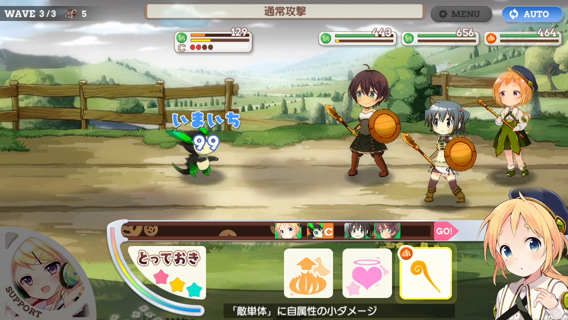 WAVE 3/3 5
通常攻撃
MENU
AUTO
129
C
443
656
464
いまいち
99
C
GO!
とっておき
SUPPORT
「敵単体」に自属性の小ダメージ